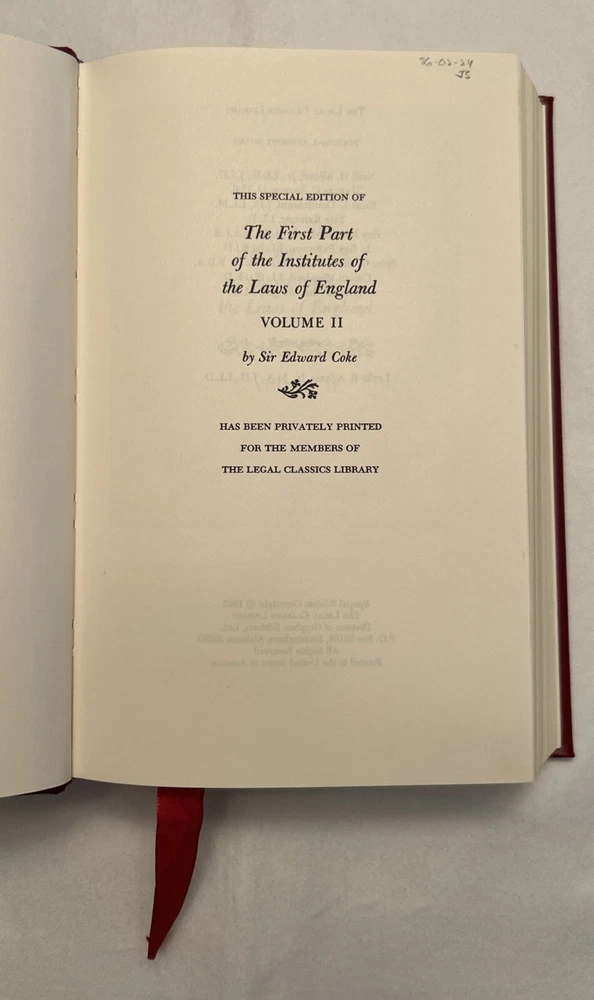 THIS SPECIAL EDITION OF
The First Part
of the Institutes of
the Laws of England
VOLUME II
by Sir Edward Coke
HAS BEEN PRIVATELY PRINTED
FOR THE MEMBERS OF
THE LEGAL CLASSICS LIBRARY